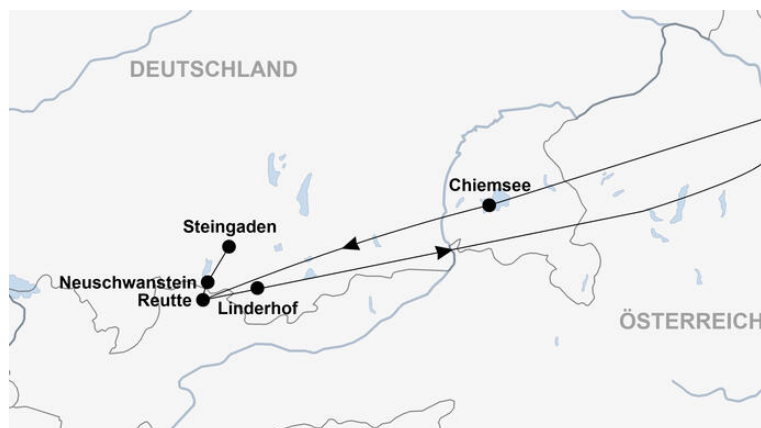 DEUTSCHLAND
Chiemsee
Steingaden
Neuschwanstein
Reutte
Linderhof
ÖSTERREICH